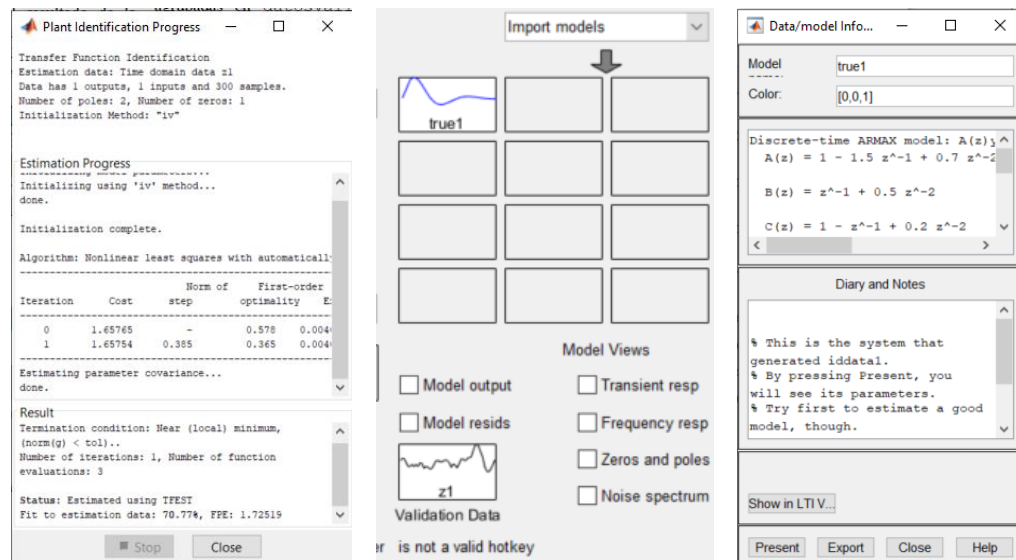 Plant Identification Progress
Transfer Function Identification
Estimation data: Time domain data z1
Data has 1 outputs, 1 inputs and 300 samples.
Number of poles: 2, Number of zeros: 1
Initialization Method: "iv"
Estimation Progress
Initializing using 'iv' method...
done.
Initialization complete.
Algorithm: Nonlinear least squares with automatically
Norm of First-order
Iteration Cost step optimality
0 1.65765 - 0.578 0.004
1 1.65754 0.385 0.365 0.004
Estimating parameter covariance...
done.
Result
Termination condition: Near (local) minimum,
(norm(g) < tol)..
Number of iterations: 1, Number of function
evaluations: 3
Status: Estimated using TFEST
Fit to estimation data: 70.77%, FPE: 1.72519
Stop Close
Import models
true1
Model Views
Model output Transient resp
Model resids Frequency resp
Zeros and poles
z1
Noise spectrum
Validation Data
is not a valid hotkey
Data/model Info...
Model
true1
Color:
[0,0,1]
Discrete-time ARMAX model: A(z)y
A(z) = 1 - 1.5 z^-1 + 0.7 z^-2
B(z) = z^-1 + 0.5 z^-2
C(z) = 1 - z^-1 + 0.2 z^-2
Diary and Notes
% This is the system that
generated iddata1.
% By pressing Present, you
will see its parameters.
% Try first to estimate a good
model, though.
Show in LTI V...
Present Export Close Help